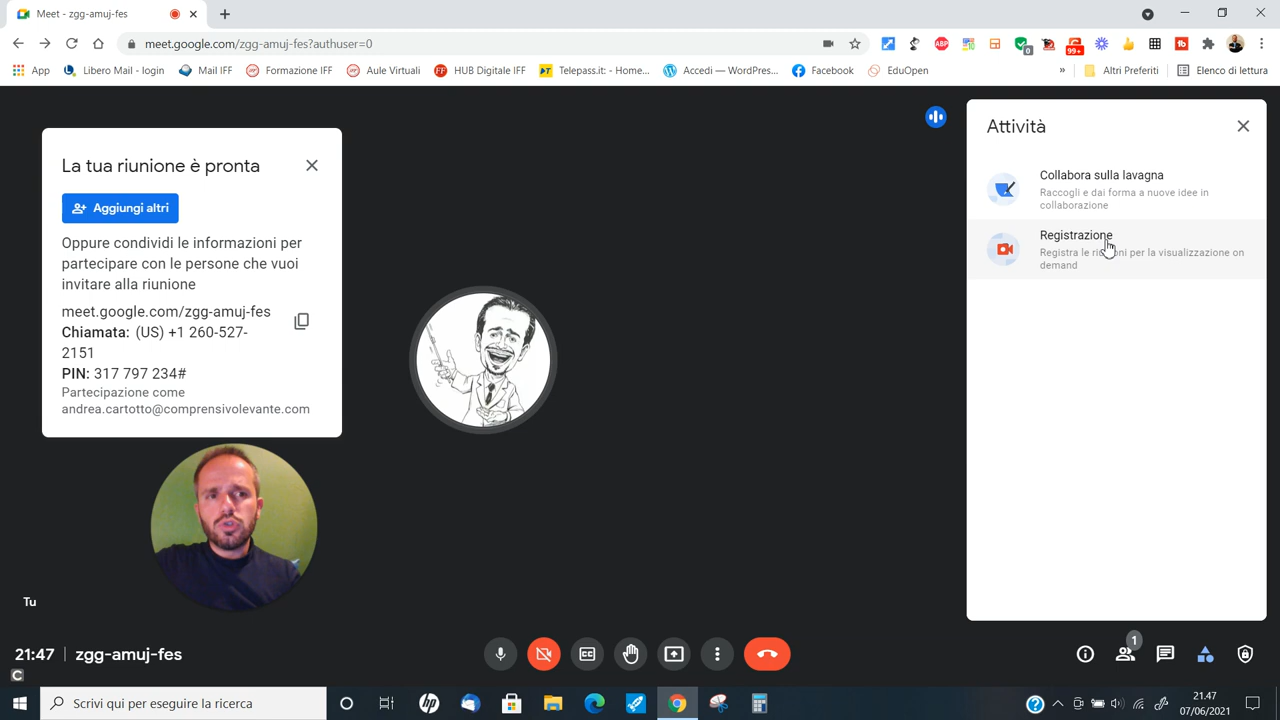 Meet - zgg-amuj-fes
meet.google.com/zgg-amuj-fes?authuser=0
ABP
0
99+
App
Libero Mail - login
Mail IFF
Formazione IFF
Aule Virtuali
HUB Digitale IFF
Telepass.it: - Home...
Accedi — WordPres...
Facebook
EduOpen
»
Altri Preferiti
Elenco di lettura
La tua riunione è pronta
Aggiungi altri
Oppure condividi le informazioni per
partecipare con le persone che vuoi
invitare alla riunione
meet.google.com/zgg-amuj-fes
Chiamata: (US) +1 260-527-
2151
PIN: 317 797 234#
Partecipazione come
andrea.cartotto@comprensivolevante.com
Attività
Collabora sulla lavagna
Raccogli e dai forma a nuove idee in
collaborazione
Registrazione
Registra le riunioni per la visualizzazione on
demand
Tu
21:47 | zgg-amuj-fes
1
C
Scrivi qui per eseguire la ricerca
hp
21.47
07/06/2021